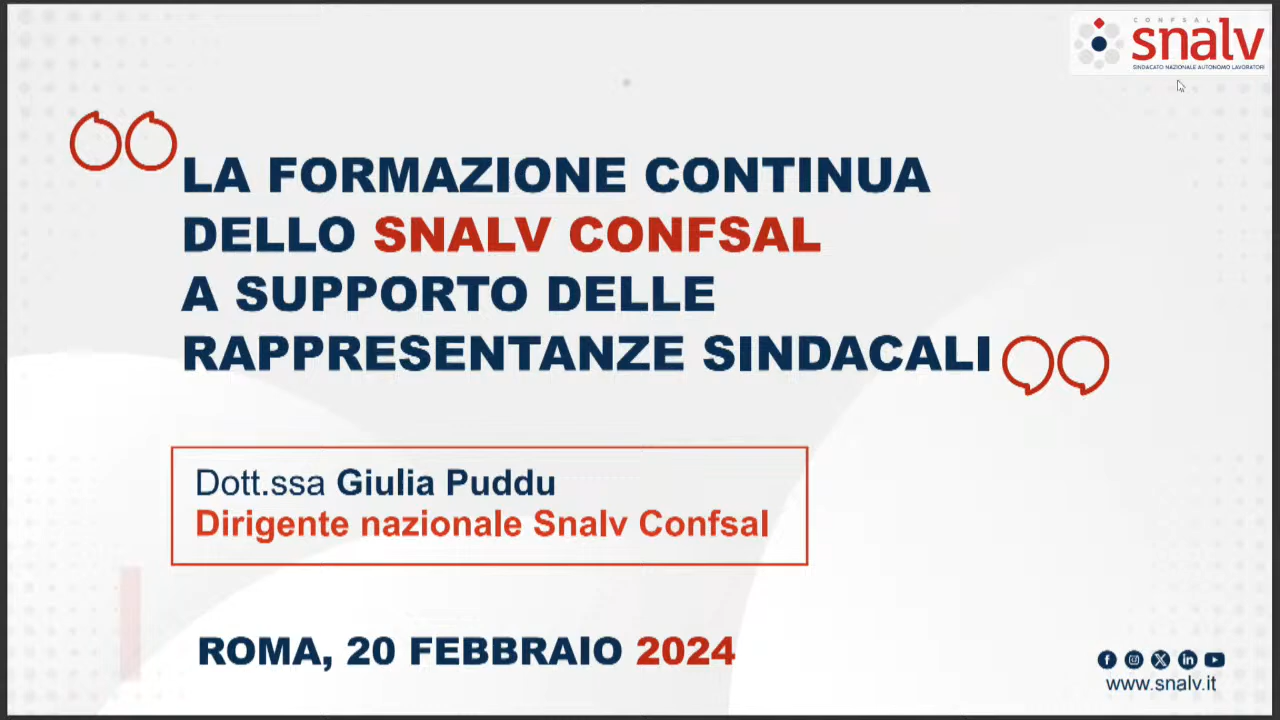 CONFSAL
snalv
SINDACATO NAZIONALE AUTONOMO LAVORATORI
LA FORMAZIONE CONTINUA
DELLO SNALV CONFSAL
A SUPPORTO DELLE
RAPPRESENTANZE SINDACALI
Dott.ssa Giulia Puddu
Dirigente nazionale Snalv Confsal
ROMA, 20 FEBBRAIO 2024
www.snalv.it